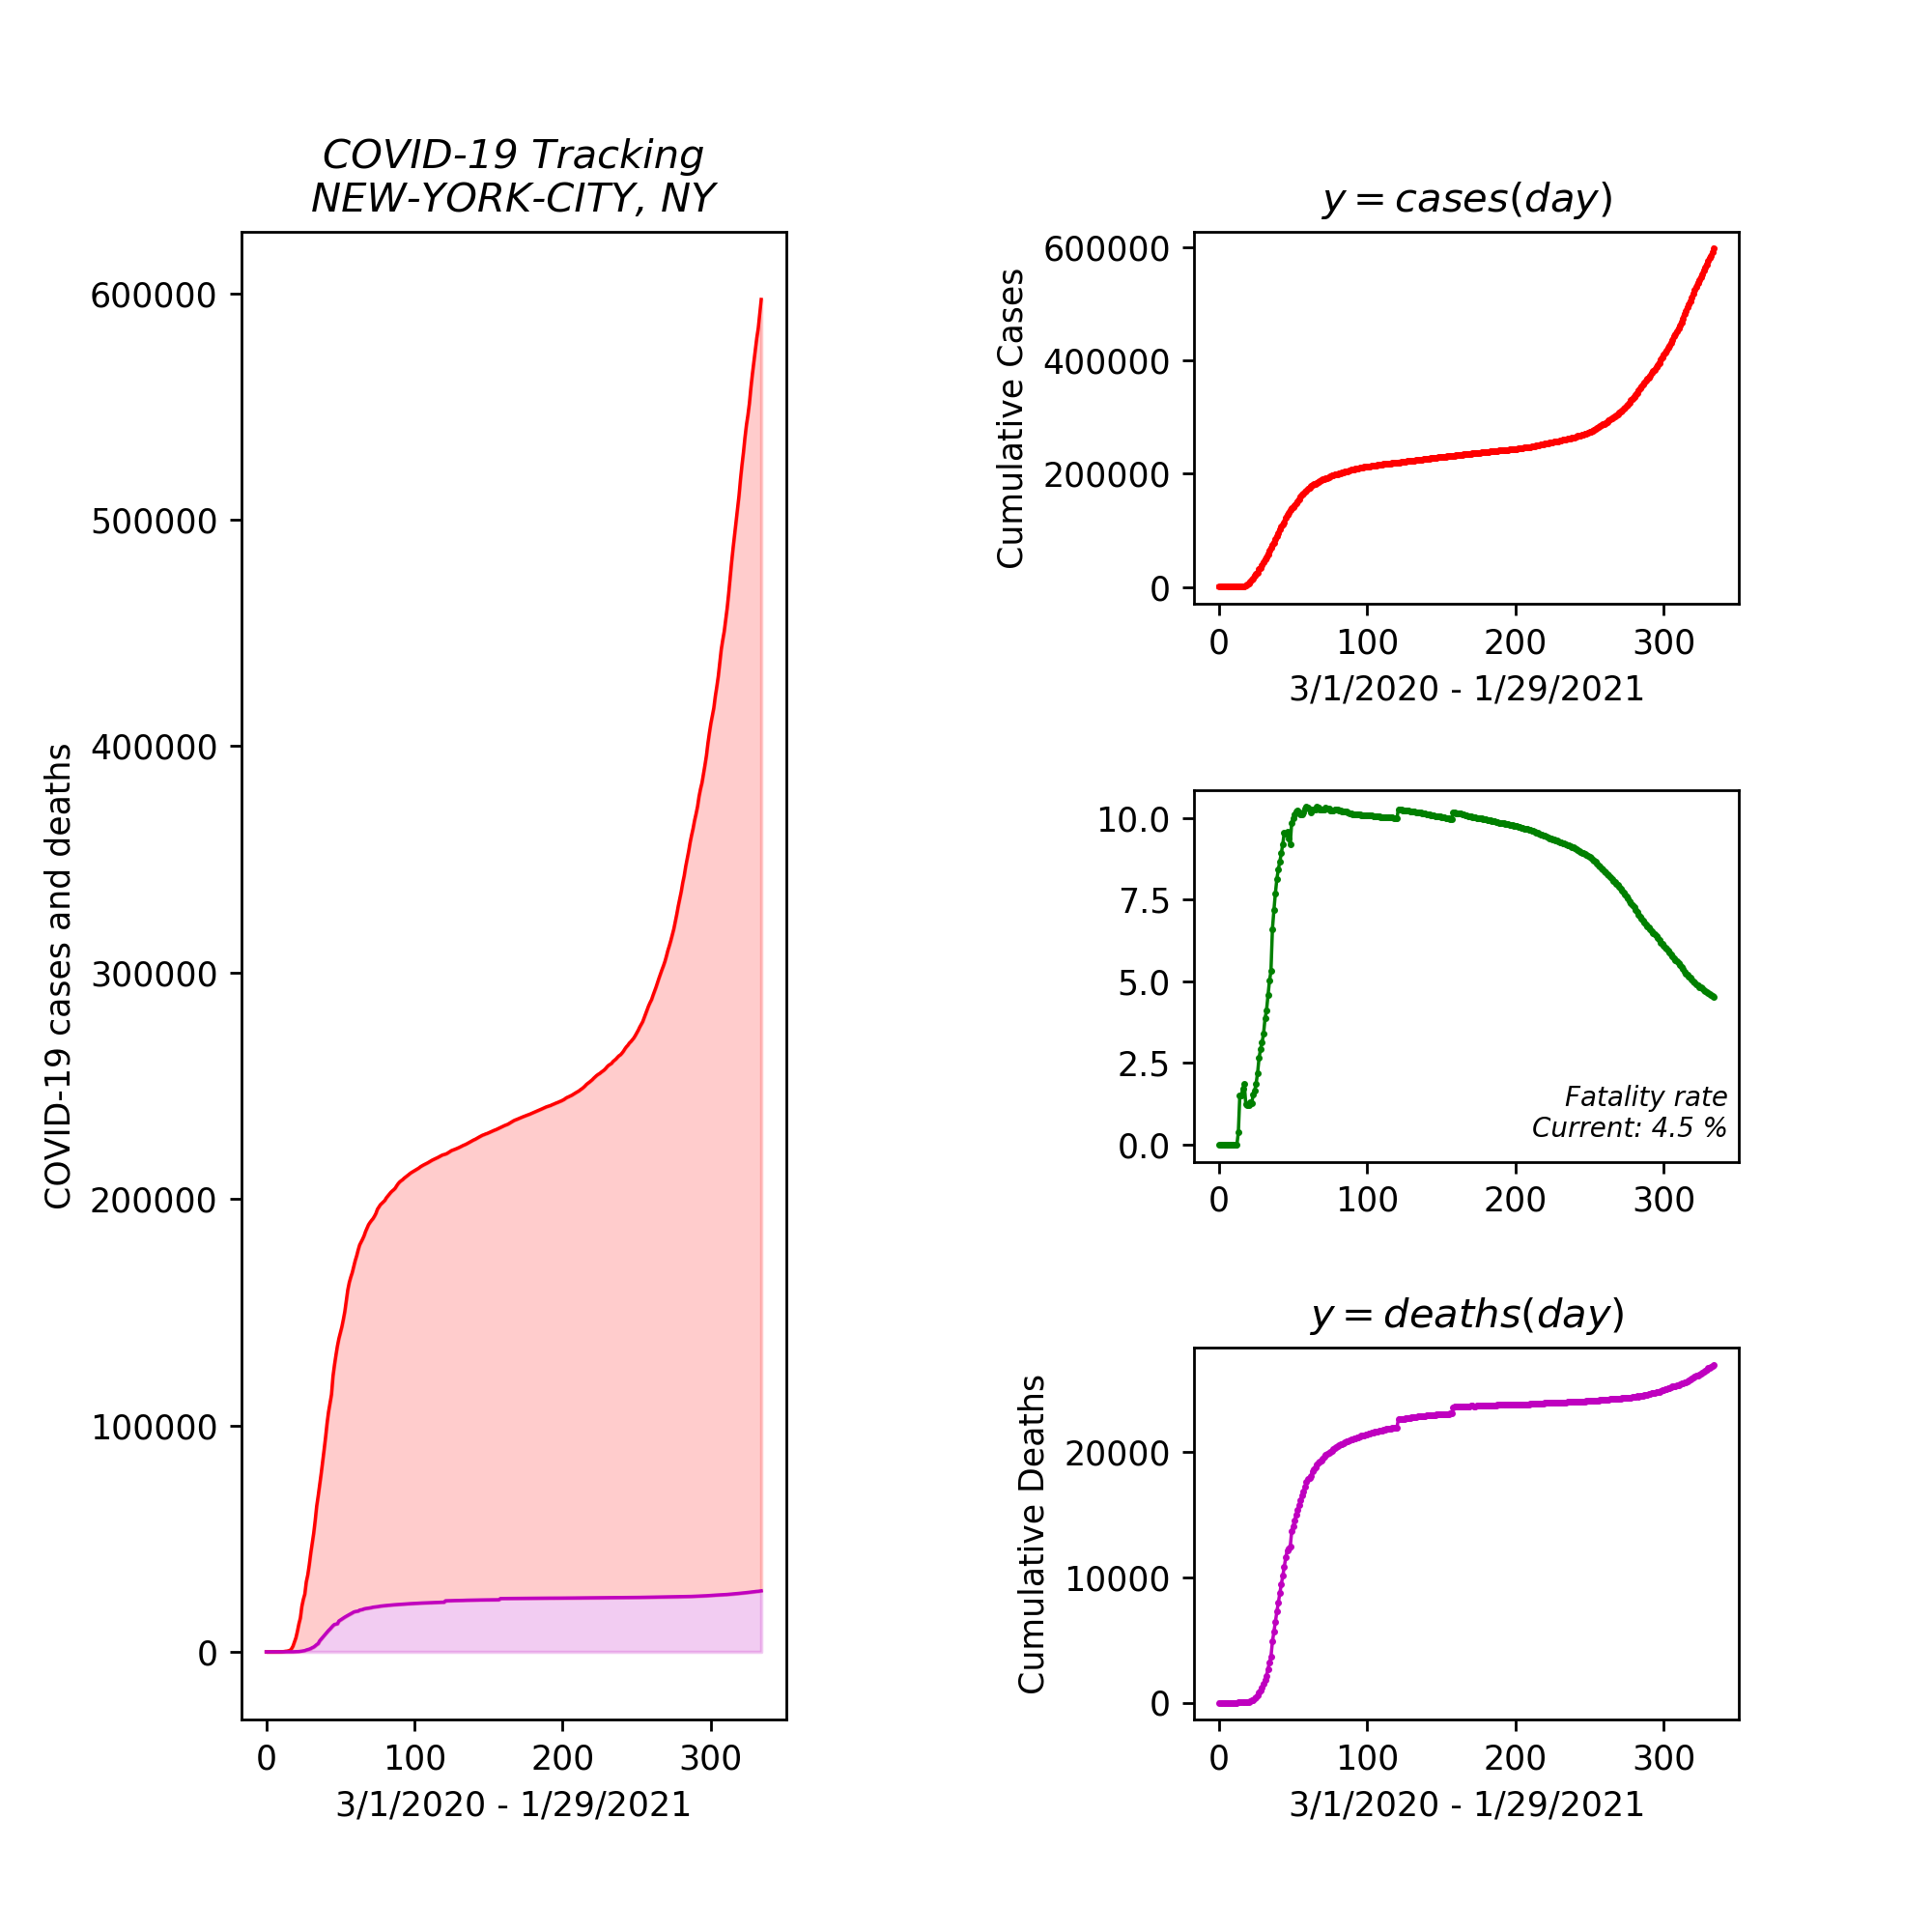 COVID-19 Tracking
NEW-YORK-CITY, NY
COVID-19 cases and deaths
600000
500000
400000
300000
200000
100000
0
0 100 200 300
3/1/2020 - 1/29/2021
y = cases(day)
Cumulative Cases
600000
400000
200000
0
0 100 200 300
3/1/2020 - 1/29/2021
10.0
7.5
5.0
2.5
0.0
Fatality rate
Current: 4.5 %
0 100 200 300
y = deaths(day)
Cumulative Deaths
20000
10000
0
0 100 200 300
3/1/2020 - 1/29/2021